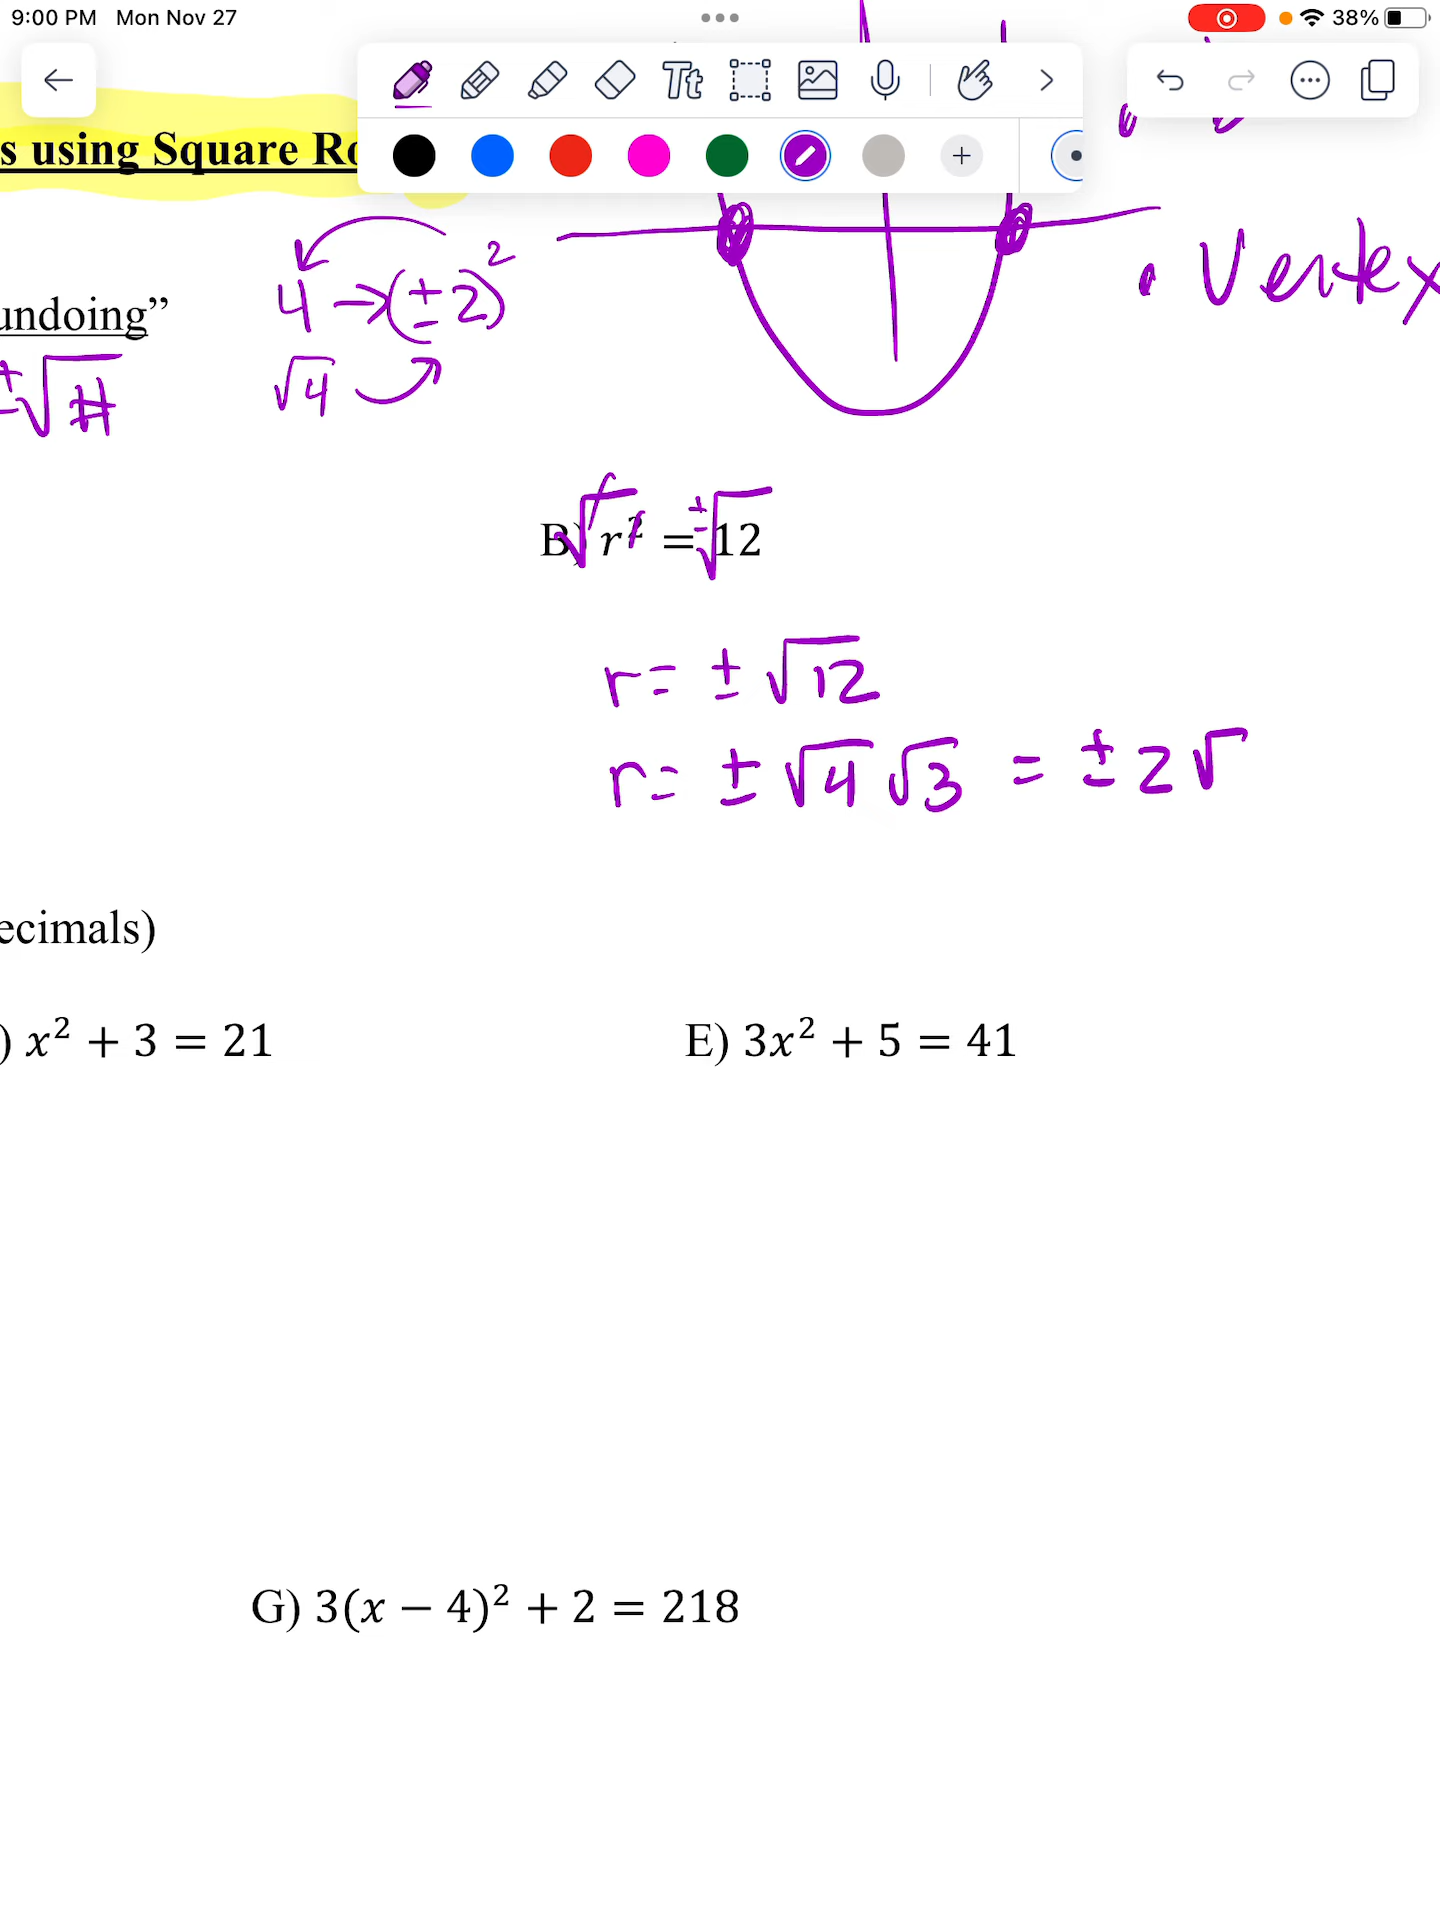 9:00 PM Mon Nov 27
38%
Tt
s using Square Ro
4 → (± 2)²
• Vertex
undoing”
±√#
√4
B) √r² = ±√12
r = ± √12
r = ± √4 √3 = ± 2 √
ecimals)
) x² + 3 = 21
E) 3x² + 5 = 41
G) 3(x − 4)² + 2 = 218